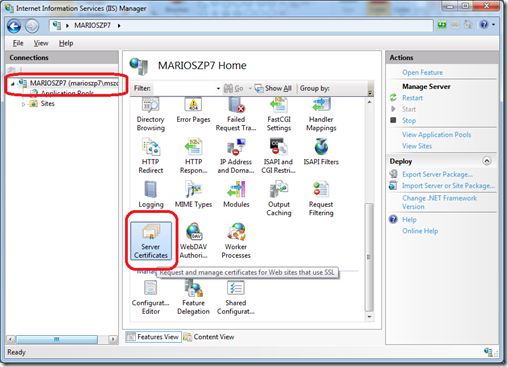 Internet Information Services (IIS) Manager
MARIOSZP7
File View Help
Connections
MARIOSZP7 (marioszp7\mszc
Application Pools
Sites
MARIOSZP7 Home
Filter: Go Show All Group by:
Directory Browsing
Error Pages
Failed Request Tra...
FastCGI Settings
Handler Mappings
HTTP Redirect
HTTP Respon...
IP Address and Doma...
ISAPI and CGI Restri...
ISAPI Filters
Logging
MIME Types
Modules
Output Caching
Request Filtering
Server Certificates
WebDAV Authori...
Worker Processes
Request and manage certificates for Web sites that use SSL
Configurat... Editor
Feature Delegation
Shared Configurat...
Features View Content View
Actions
Open Feature
Manage Server
Restart
Start
Stop
View Application Pools
View Sites
Deploy
Export Server Package...
Import Server or Site Package...
Change .NET Framework Version
Help
Online Help
Ready